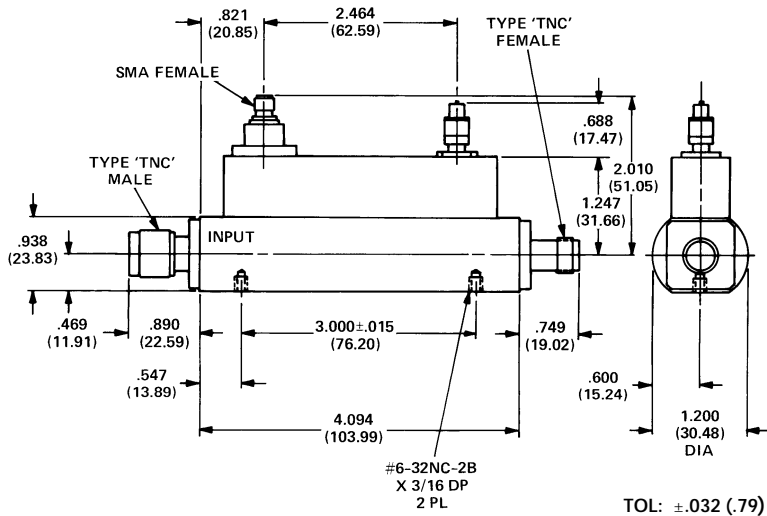 .821
(20.85)
2.464
(62.59)
TYPE 'TNC'
FEMALE
SMA FEMALE
.688
(17.47)
2.010
(51.05)
TYPE 'TNC'
MALE
1.247
(31.66)
INPUT
.938
(23.83)
.469
(11.91)
.890
(22.59)
3.000±.015
(76.20)
.749
(19.02)
.547
(13.89)
.600
(15.24)
4.094
(103.99)
1.200
(30.48)
DIA
#6-32NC-2B
X 3/16 DP
2 PL
TOL: ±.032 (.79)